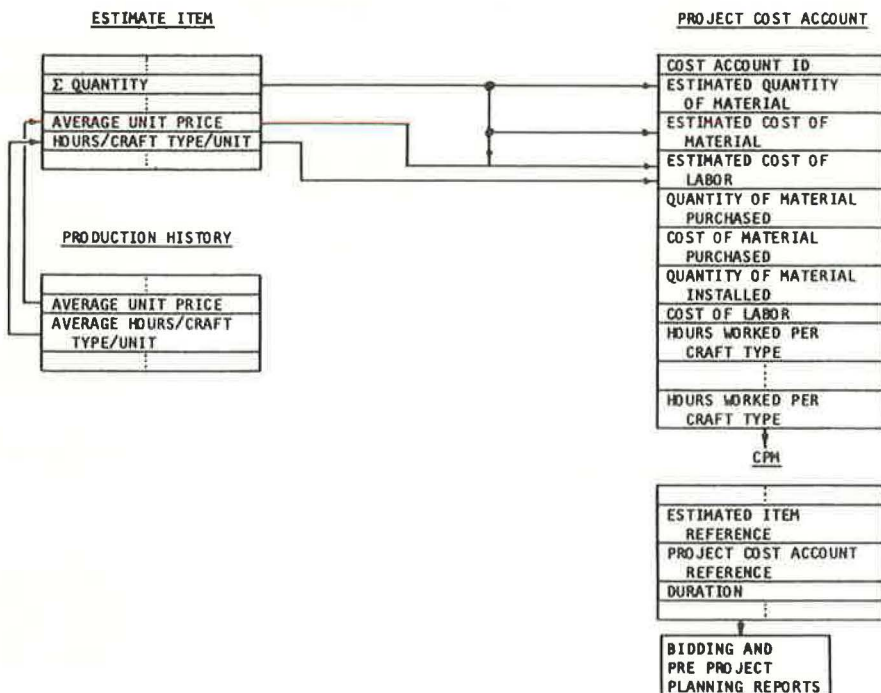 ESTIMATE ITEM
Σ QUANTITY
AVERAGE UNIT PRICE
HOURS/CRAFT TYPE/UNIT
PRODUCTION HISTORY
AVERAGE UNIT PRICE
AVERAGE HOURS/CRAFT
TYPE/UNIT
PROJECT COST ACCOUNT
COST ACCOUNT ID
ESTIMATED QUANTITY
OF MATERIAL
ESTIMATED COST OF
MATERIAL
ESTIMATED COST OF
LABOR
QUANTITY OF MATERIAL
PURCHASED
COST OF MATERIAL
PURCHASED
QUANTITY OF MATERIAL
INSTALLED
COST OF LABOR
HOURS WORKED PER
CRAFT TYPE
HOURS WORKED PER
CRAFT TYPE
CPM
ESTIMATED ITEM
REFERENCE
PROJECT COST ACCOUNT
REFERENCE
DURATION
BIDDING AND
PRE PROJECT
PLANNING REPORTS